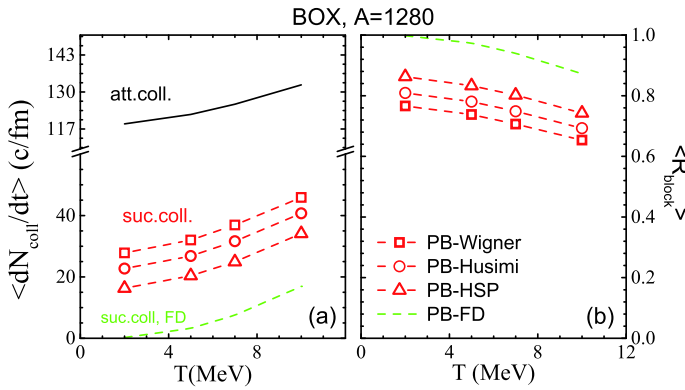 BOX, A=1280
143
130
117
40
20
0
<dN_coll/dt> (c/fm)
att.coll.
suc.coll.
suc.coll, FD
(a)
0 4 8
T(MeV)
1.0
0.8
0.6
0.4
0.2
0.0
<R_block>
PB-Wigner
PB-Husimi
PB-HSP
PB-FD
(b)
0 4 8 12
T (MeV)